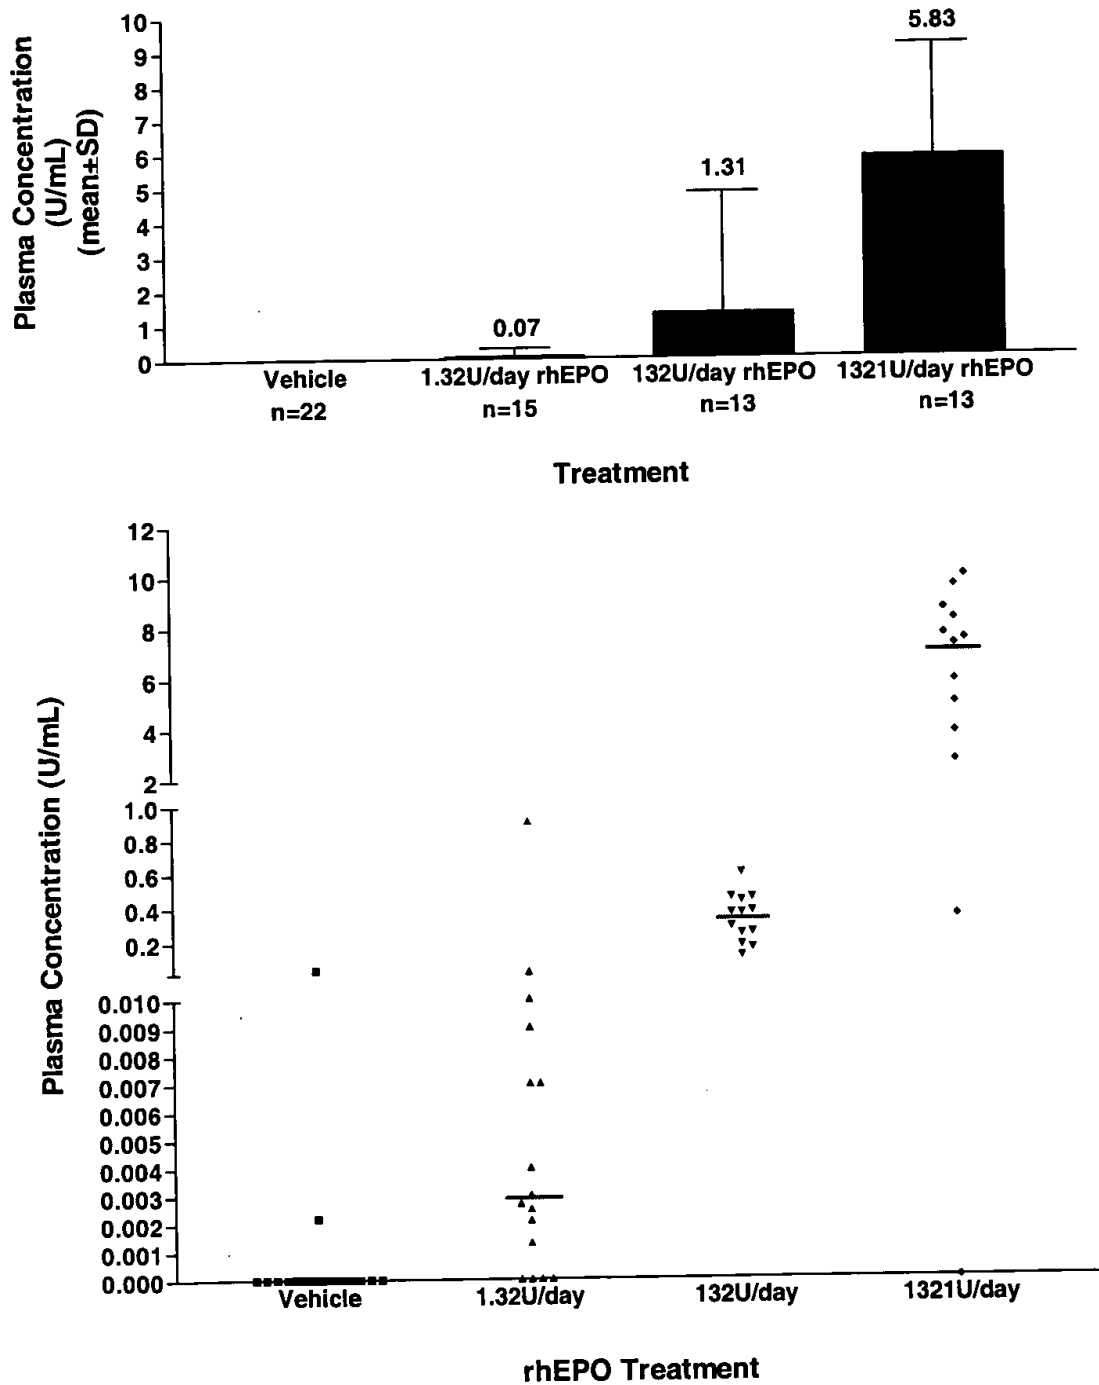 Plasma Concentration
(U/mL)
(mean±SD)
10
9
8
7
6
5
4
3
2
1
0
0.07
1.31
5.83
Vehicle
1.32U/day rhEPO
132U/day rhEPO
1321U/day rhEPO
n=22
n=15
n=13
n=13
Treatment
Plasma Concentration (U/mL)
12
10
8
6
4
2
1.0
0.8
0.6
0.4
0.2
0.010
0.009
0.008
0.007
0.006
0.005
0.004
0.003
0.002
0.001
0.000
Vehicle
1.32U/day
132U/day
1321U/day
rhEPO Treatment